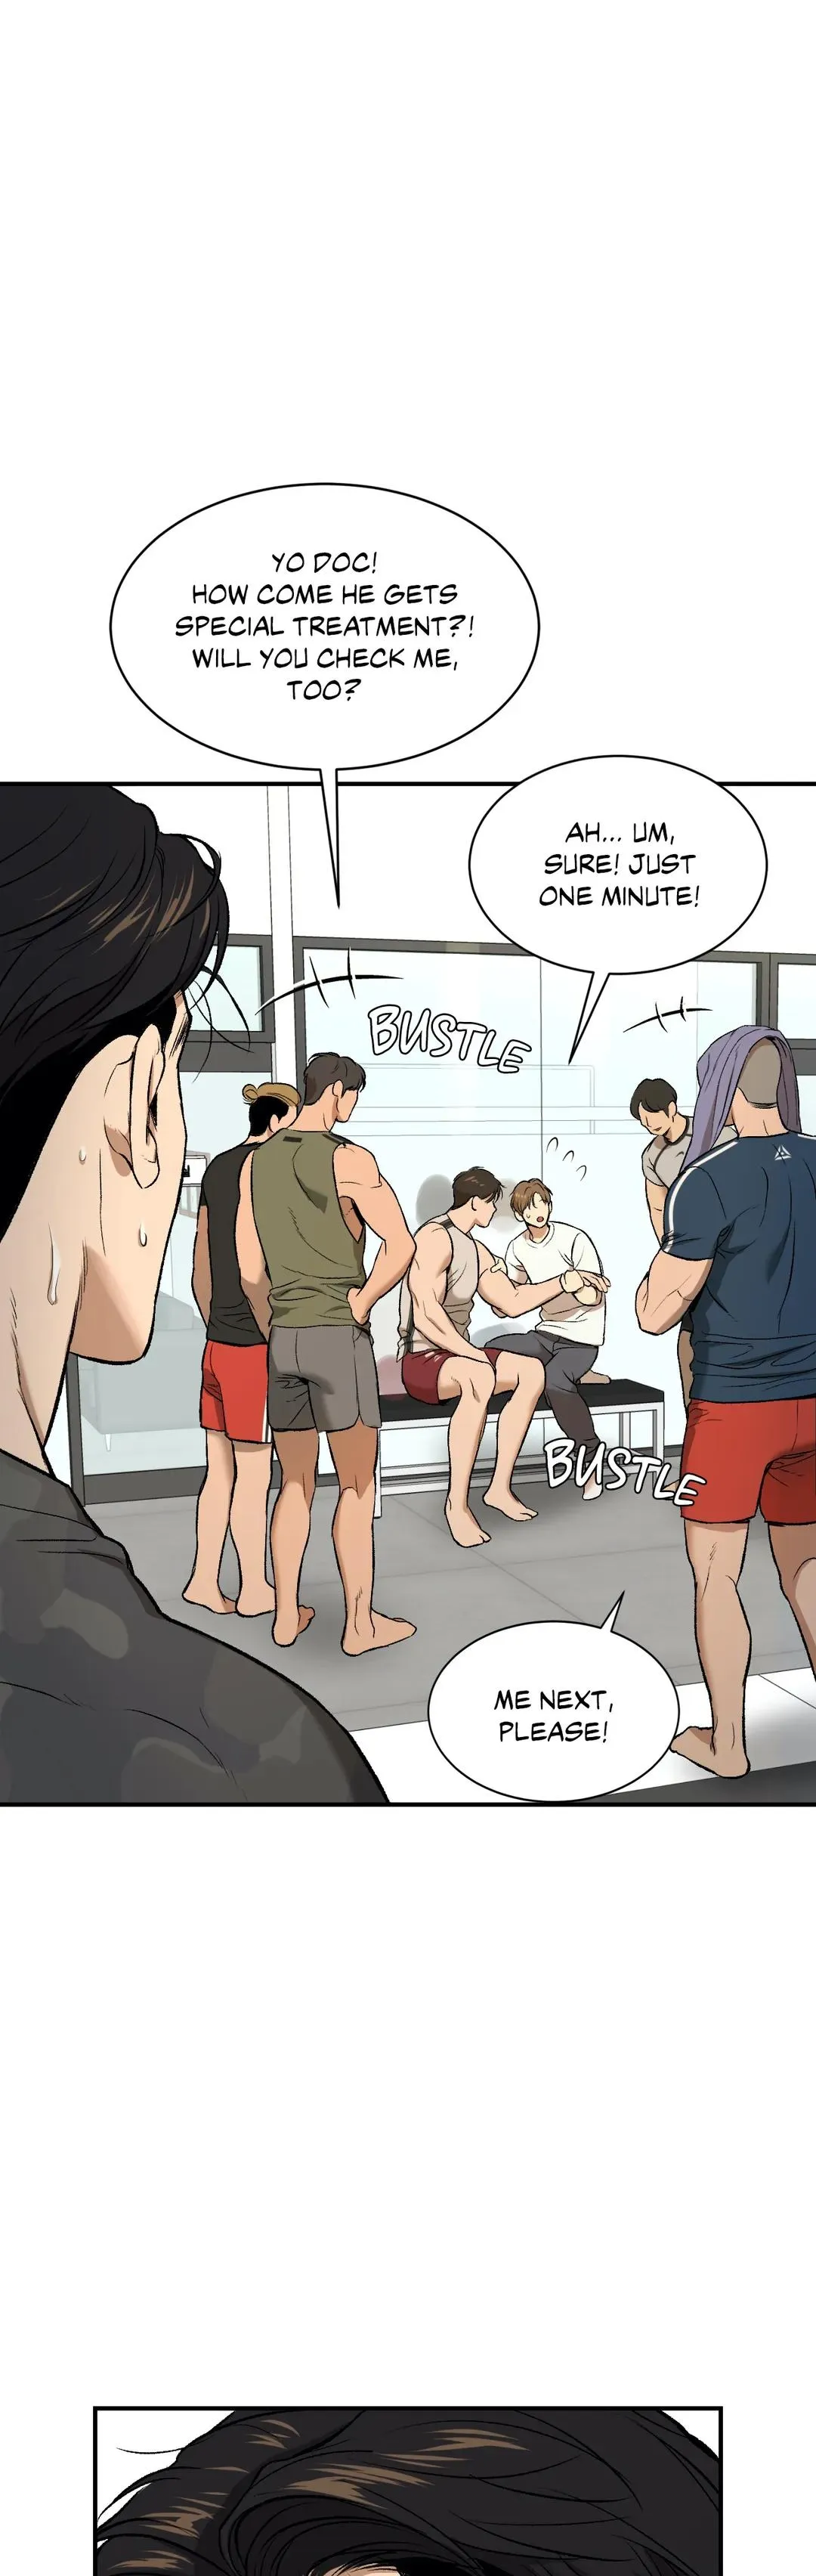 YO DOC!
HOW COME HE GETS
SPECIAL TREATMENT?!
WILL YOU CHECK ME,
TOO?
AH... UM,
SURE! JUST
ONE MINUTE!
BUSTLE
BUSTLE
ME NEXT,
PLEASE!